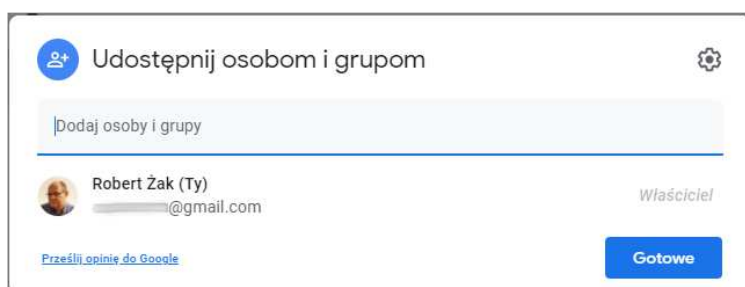 Udostępnij osobom i grupom
Dodaj osoby i grupy
Robert Żak (Ty)
@gmail.com
Właściciel
Prześlij opinię do Google
Gotowe